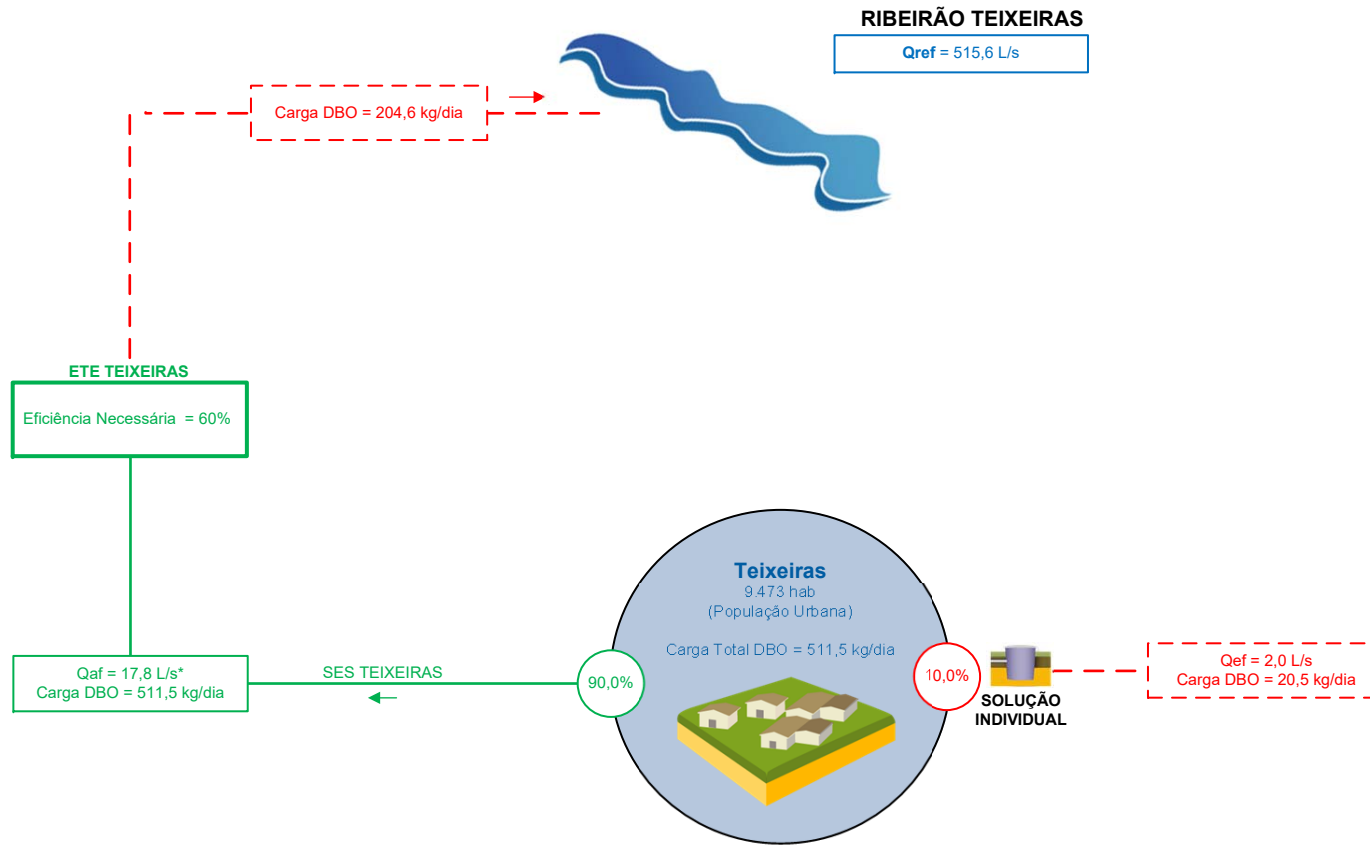 RIBEIRÃO TEIXEIRAS
Qref = 515,6 L/s
Carga DBO = 204,6 kg/dia
ETE TEIXEIRAS
Eficiência Necessária = 60%
Teixeiras
9.473 hab
(População Urbana)
Carga Total DBO = 511,5 kg/dia
Qaf = 17,8 L/s*
Carga DBO = 511,5 kg/dia
SES TEIXEIRAS
90,0%
10,0%
SOLUÇÃO
INDIVIDUAL
Qef = 2,0 L/s
Carga DBO = 20,5 kg/dia